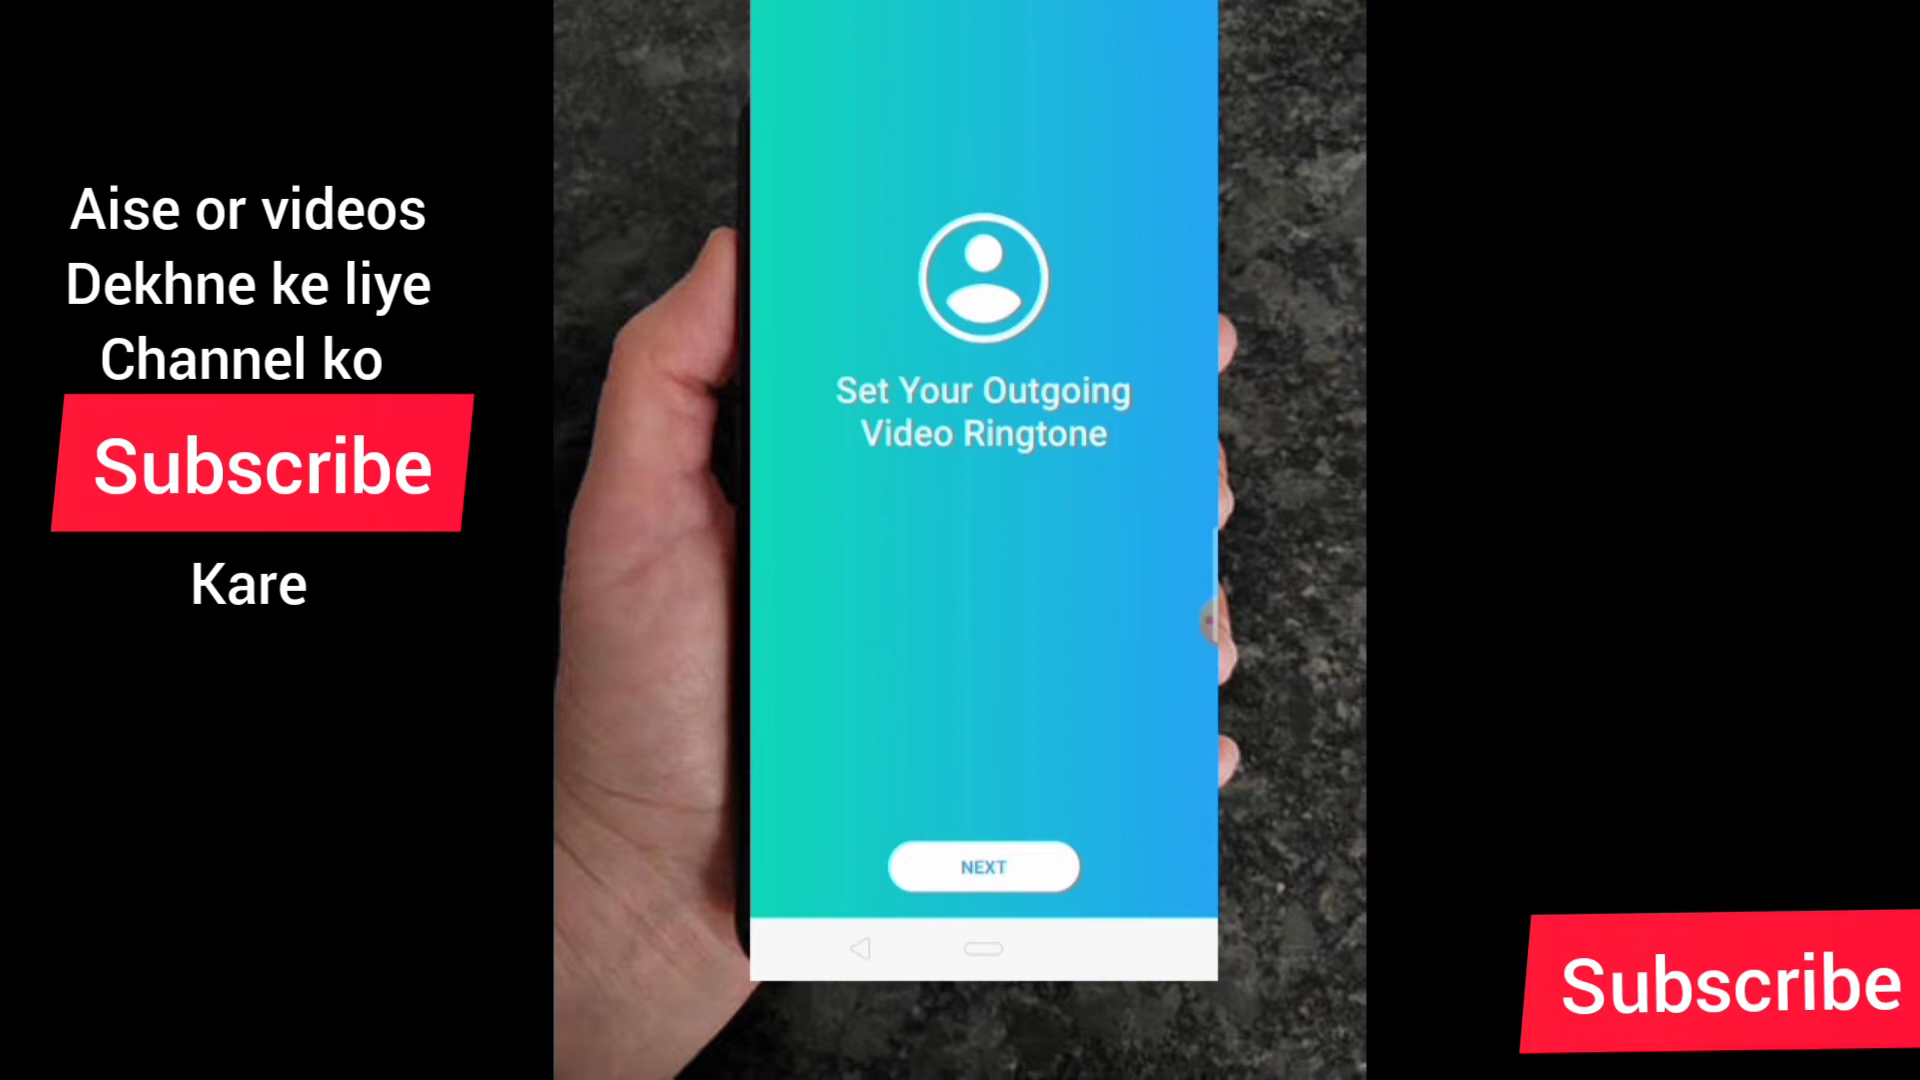 Aise or videos
Dekhne ke liye
Channel ko
Subscribe
Kare
Set Your Outgoing
Video Ringtone
NEXT
Subscribe